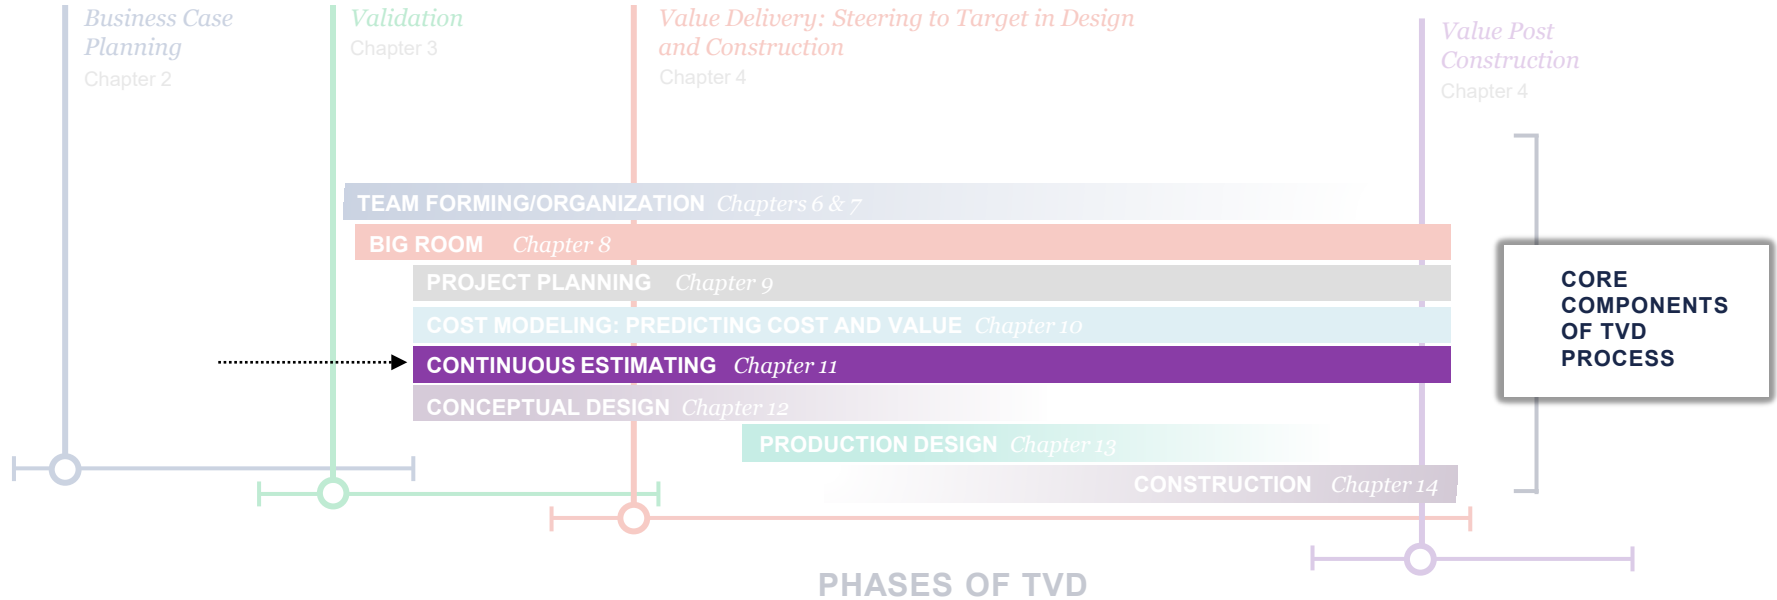 Business Case
Planning
Chapter 2
Validation
Chapter 3
Value Delivery: Steering to Target in Design
and Construction
Chapter 4
Value Post
Construction
Chapter 4
TEAM FORMING/ORGANIZATION Chapters 6 & 7
BIG ROOM Chapter 8
PROJECT PLANNING Chapter 9
COST MODELING: PREDICTING COST AND VALUE Chapter 10
CONTINUOUS ESTIMATING Chapter 11
CONCEPTUAL DESIGN Chapter 12
PRODUCTION DESIGN Chapter 13
CONSTRUCTION Chapter 14
CORE
COMPONENTS
OF TVD
PROCESS
PHASES OF TVD